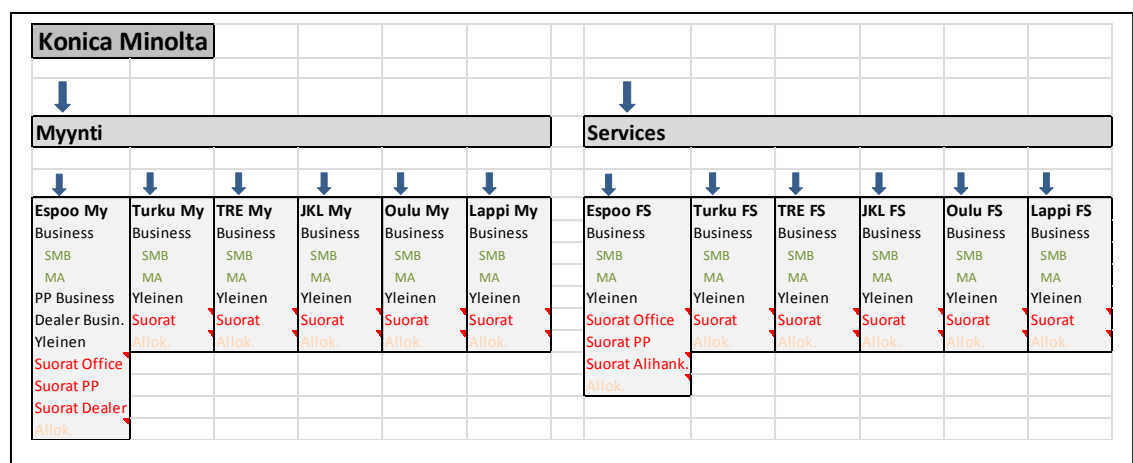 Konica Minolta
Myynti Services
Espoo My Turku My TRE My JKL My Oulu My Lappi My Espoo FS Turku FS TRE FS JKL FS Oulu FS Lappi FS
Business Business Business Business Business Business Business Business Business Business Business Business
SMB SMB SMB SMB SMB SMB SMB SMB SMB SMB SMB SMB
MA MA MA MA MA MA MA MA MA MA MA MA
PP Business Yleinen Yleinen Yleinen Yleinen Yleinen Yleinen Yleinen Yleinen Yleinen Yleinen Yleinen
Dealer Busin. Suorat Suorat Suorat Suorat Suorat Suorat Office Suorat Suorat Suorat Suorat Suorat
Yleinen Allok. Allok. Allok. Allok. Allok. Suorat PP Allok. Allok. Allok. Allok. Allok.
Suorat Office Suorat Alihank.
Suorat PP Allok.
Suorat Dealer
Allok.